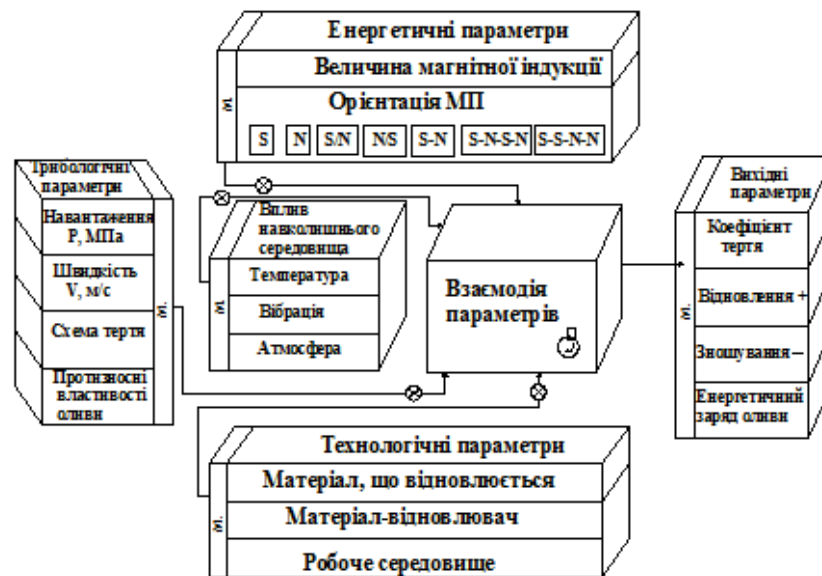 Енергетичні параметри
Величина магнітної індукції
Орієнтація МП
S N S/N N/S S-N S-N-S-N S-S-N-N
М.
Трибологічні
параметри
Навантаження
Р, МПа
Швидкість
V, м/с
Схема тертя
Протизносні
властивості
оливи
М.
Вплив
навколишнього
середовища
Температура
Вібрація
Атмосфера
М.
Взаємодія
параметрів
Вихідні
параметри
Коефіцієнт
тертя
Відновлення +
Зношування –
Енергетичний
заряд оливи
М.
Технологічні параметри
Матеріал, що відновлюється
Матеріал-відновлювач
Робоче середовище
М.